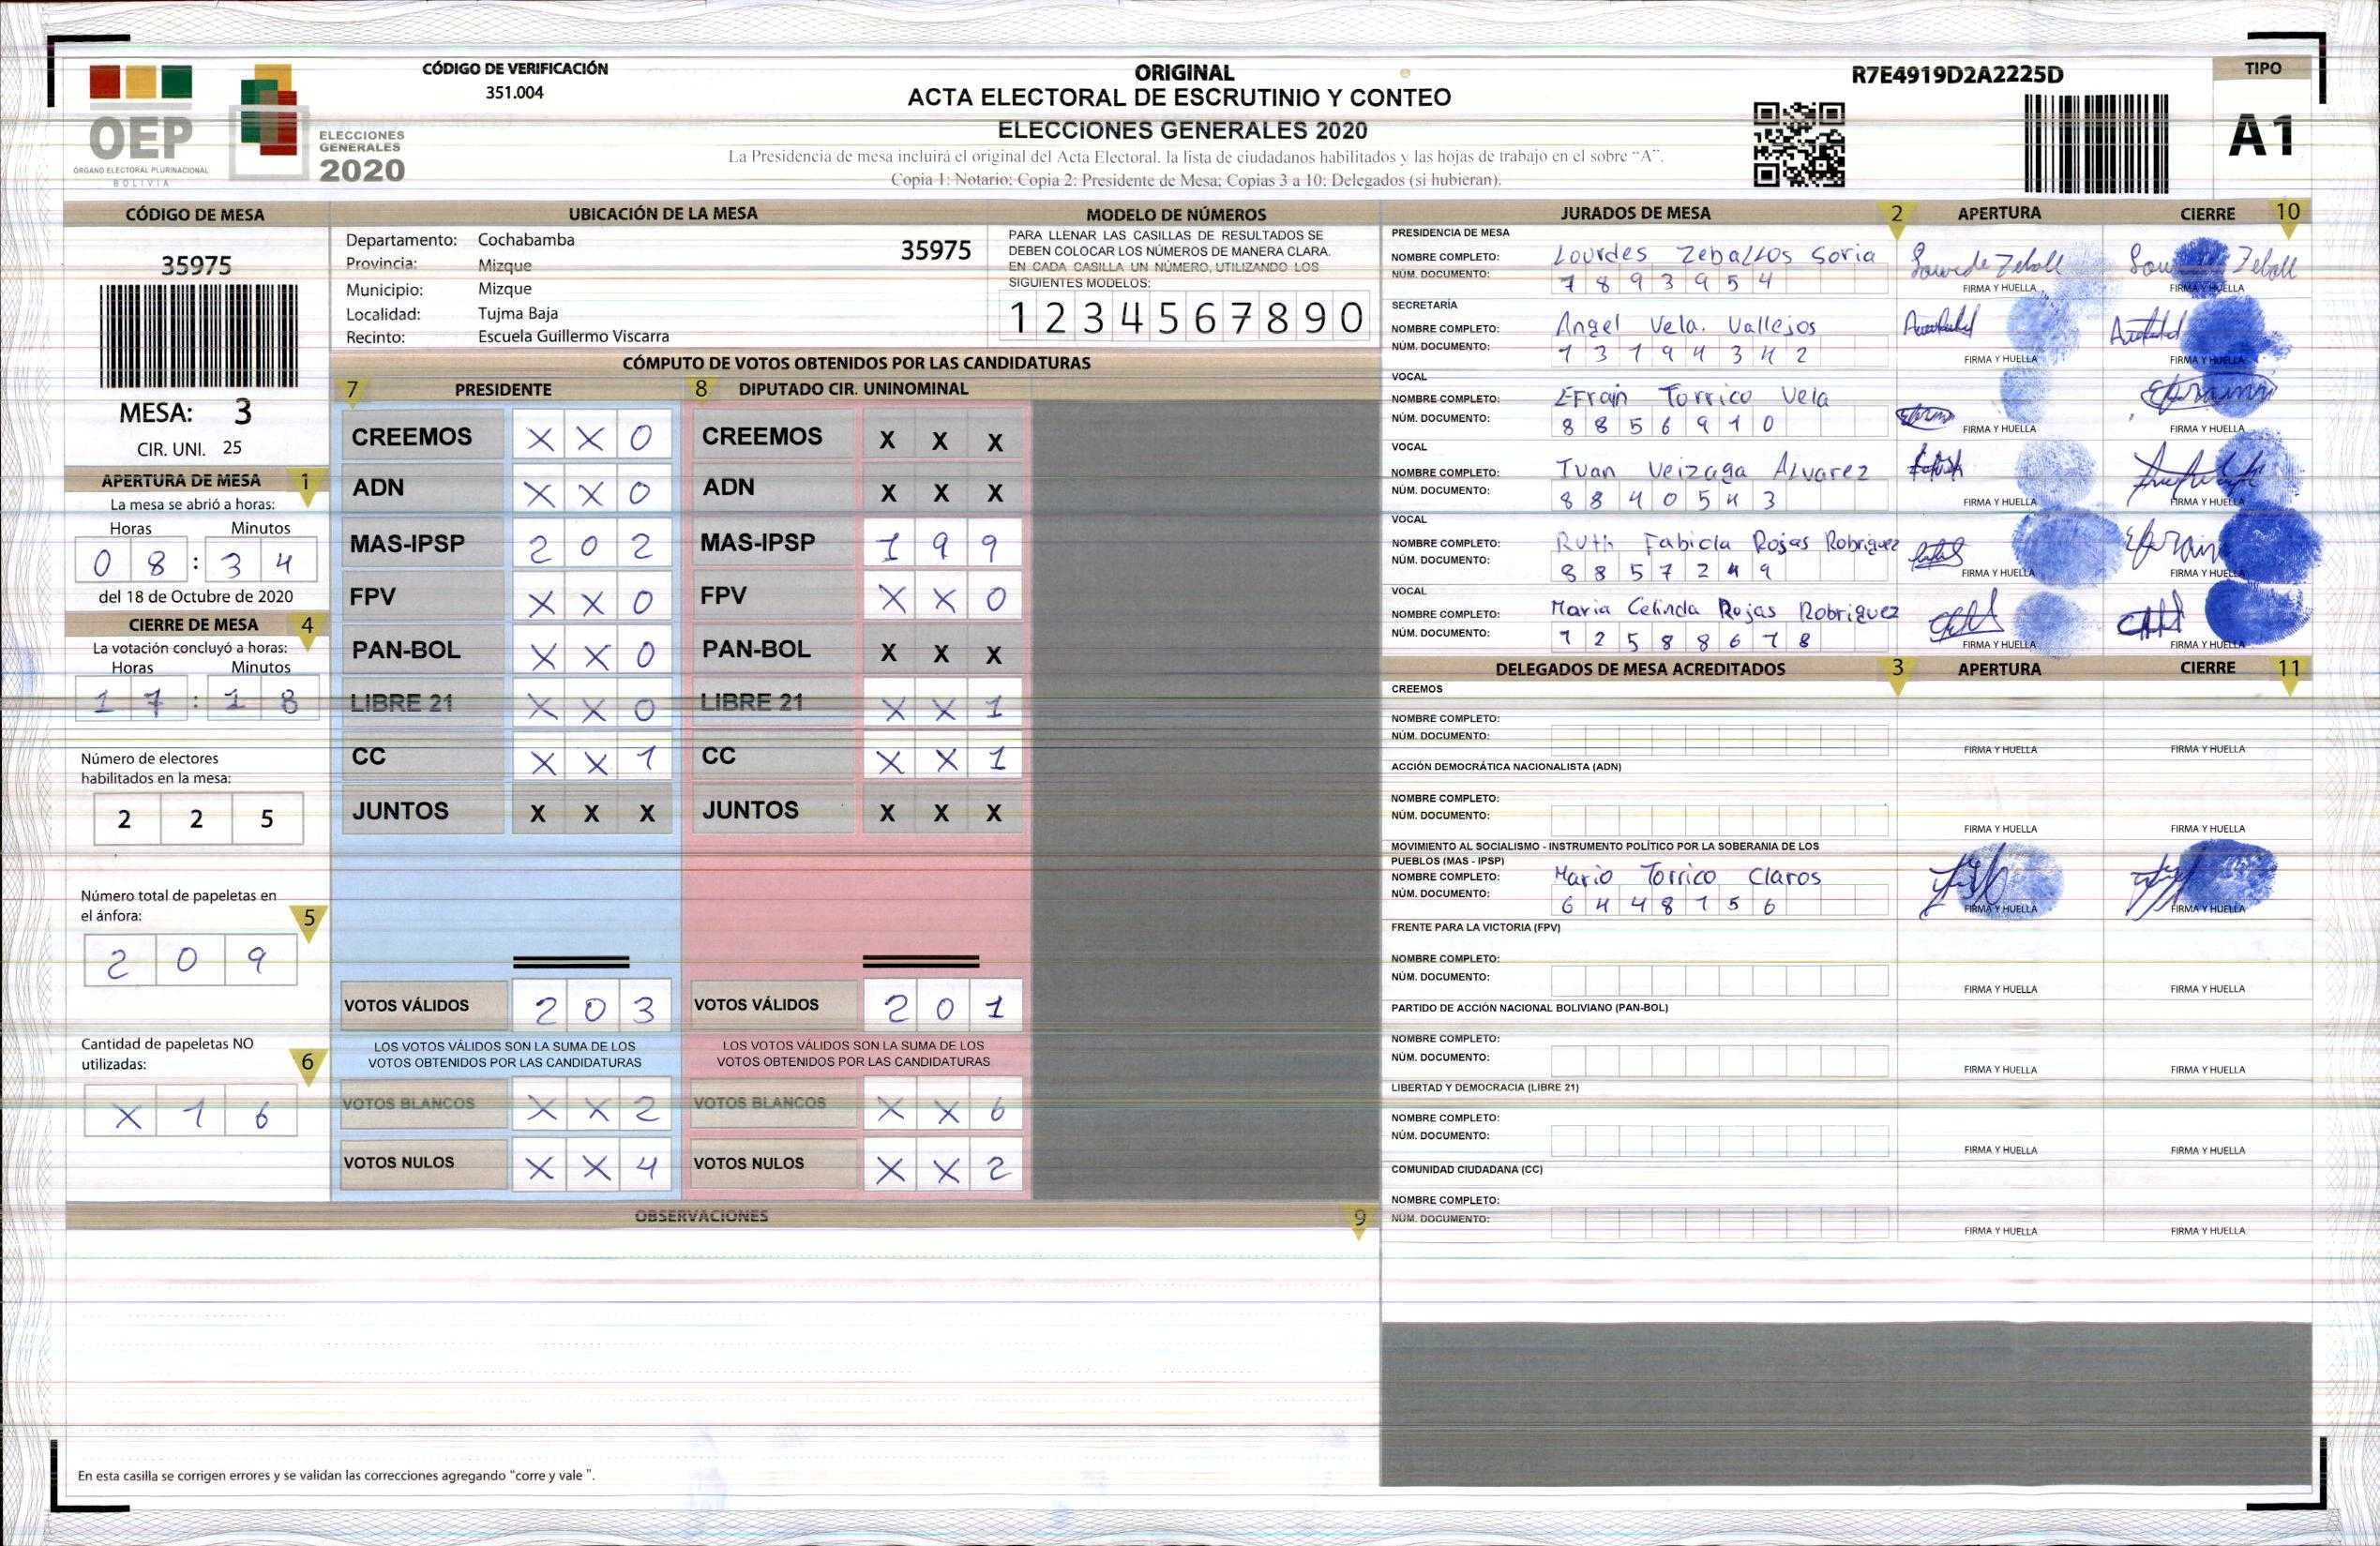 CÓDIGO DE VERIFICACIÓN
351.004
ORIGINAL
ACTA ELECTORAL DE ESCRUTINIO Y CONTEO
ELECCIONES GENERALES 2020
La Presidencia de mesa incluirá el original del Acta Electoral. la lista de ciudadanos habilitados y las hojas de trabajo en el sobre "A".
Copia 1: Notario; Copia 2: Presidente de Mesa; Copias 3 a 10: Delegados (si hubieran).
R7E4919D2A2225D
TIPO
A1
OEP
ÓRGANO ELECTORAL PLURINACIONAL
BOLIVIA
ELECCIONES
GENERALES
2020
CÓDIGO DE MESA
35975
MESA: 3
CIR. UNI. 25
APERTURA DE MESA 1
La mesa se abrió a horas:
Horas Minutos
0 8 : 3 4
del 18 de Octubre de 2020
CIERRE DE MESA 4
La votación concluyó a horas:
Horas Minutos
1 7 : 1 8
Número de electores
habilitados en la mesa:
2 2 5
Número total de papeletas en
el ánfora: 5
2 0 9
Cantidad de papeletas NO
utilizadas: 6
X 1 6
UBICACIÓN DE LA MESA
Departamento: Cochabamba 35975
Provincia: Mizque
Municipio: Mizque
Localidad: Tujma Baja
Recinto: Escuela Guillermo Viscarra
MODELO DE NÚMEROS
PARA LLENAR LAS CASILLAS DE RESULTADOS SE
DEBEN COLOCAR LOS NÚMEROS DE MANERA CLARA.
EN CADA CASILLA UN NÚMERO, UTILIZANDO LOS
SIGUIENTES MODELOS:
1 2 3 4 5 6 7 8 9 0
CÓMPUTO DE VOTOS OBTENIDOS POR LAS CANDIDATURAS
7 PRESIDENTE 8 DIPUTADO CIR. UNINOMINAL
CREEMOS X X 0 CREEMOS X X X
ADN X X 0 ADN X X X
MAS-IPSP 2 0 2 MAS-IPSP 1 9 9
FPV X X 0 FPV X X 0
PAN-BOL X X 0 PAN-BOL X X X
LIBRE 21 X X 0 LIBRE 21 X X 1
CC X X 1 CC X X 1
JUNTOS X X X JUNTOS X X X
VOTOS VÁLIDOS 2 0 3 VOTOS VÁLIDOS 2 0 1
LOS VOTOS VÁLIDOS SON LA SUMA DE LOS LOS VOTOS VÁLIDOS SON LA SUMA DE LOS
VOTOS OBTENIDOS POR LAS CANDIDATURAS VOTOS OBTENIDOS POR LAS CANDIDATURAS
VOTOS BLANCOS X X 2 VOTOS BLANCOS X X 6
VOTOS NULOS X X 4 VOTOS NULOS X X 2
OBSERVACIONES 9
En esta casilla se corrigen errores y se validan las correcciones agregando "corre y vale ".
JURADOS DE MESA 2 APERTURA CIERRE 10
PRESIDENCIA DE MESA
NOMBRE COMPLETO: Lourdes Zeballos Soria
NÚM. DOCUMENTO: 7 8 9 3 9 5 4
FIRMA Y HUELLA FIRMA Y HUELLA
SECRETARÍA
NOMBRE COMPLETO: Angel Vela. Vallejos
NÚM. DOCUMENTO: 1 3 1 9 4 3 4 2
FIRMA Y HUELLA FIRMA Y HUELLA
VOCAL
NOMBRE COMPLETO: Efrain Torrico Vela
NÚM. DOCUMENTO: 8 8 5 6 9 1 0
FIRMA Y HUELLA FIRMA Y HUELLA
VOCAL
NOMBRE COMPLETO: Ivan Veizaga Alvarez
NÚM. DOCUMENTO: 8 8 4 0 5 4 3
FIRMA Y HUELLA FIRMA Y HUELLA
VOCAL
NOMBRE COMPLETO: Ruth Fabiola Rojas Robriguez
NÚM. DOCUMENTO: 8 8 5 7 2 4 9
FIRMA Y HUELLA FIRMA Y HUELLA
VOCAL
NOMBRE COMPLETO: Maria Celinda Rojas Robriguez
NÚM. DOCUMENTO: 1 2 5 8 8 6 7 8
FIRMA Y HUELLA FIRMA Y HUELLA
DELEGADOS DE MESA ACREDITADOS 3 APERTURA CIERRE 11
CREEMOS
NOMBRE COMPLETO:
NÚM. DOCUMENTO:
FIRMA Y HUELLA FIRMA Y HUELLA
ACCIÓN DEMOCRÁTICA NACIONALISTA (ADN)
NOMBRE COMPLETO:
NÚM. DOCUMENTO:
FIRMA Y HUELLA FIRMA Y HUELLA
MOVIMIENTO AL SOCIALISMO - INSTRUMENTO POLÍTICO POR LA SOBERANIA DE LOS
PUEBLOS (MAS - IPSP)
NOMBRE COMPLETO: Mario Torrico Claros
NÚM. DOCUMENTO: 6 4 4 8 1 5 6
FIRMA Y HUELLA FIRMA Y HUELLA
FRENTE PARA LA VICTORIA (FPV)
NOMBRE COMPLETO:
NÚM. DOCUMENTO:
FIRMA Y HUELLA FIRMA Y HUELLA
PARTIDO DE ACCIÓN NACIONAL BOLIVIANO (PAN-BOL)
NOMBRE COMPLETO:
NÚM. DOCUMENTO:
FIRMA Y HUELLA FIRMA Y HUELLA
LIBERTAD Y DEMOCRACIA (LIBRE 21)
NOMBRE COMPLETO:
NÚM. DOCUMENTO:
FIRMA Y HUELLA FIRMA Y HUELLA
COMUNIDAD CIUDADANA (CC)
NOMBRE COMPLETO:
NÚM. DOCUMENTO:
FIRMA Y HUELLA FIRMA Y HUELLA